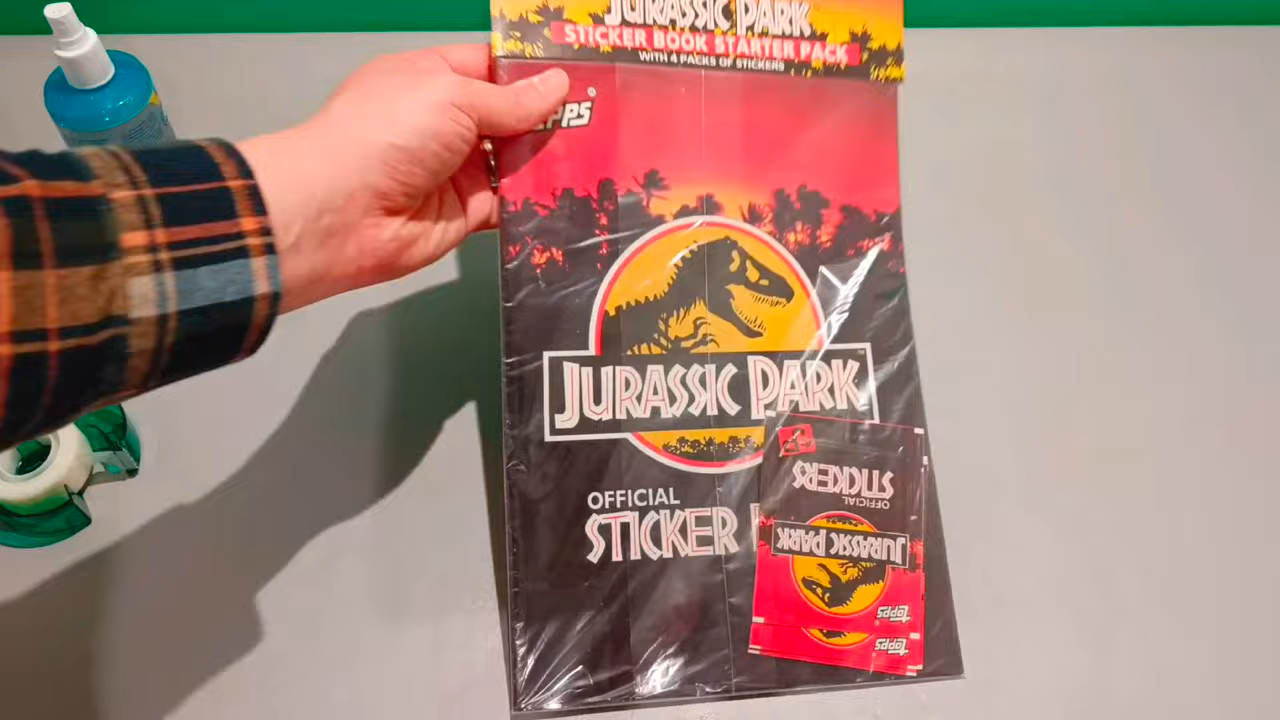 JURASSIC PARK
STICKER BOOK STARTER PACK
WITH 4 PACKS OF STICKERS
JURASSIC PARK
OFFICIAL
STICKER
OFFICIAL
STICKERS
JURASSIC PARK
topps
topps